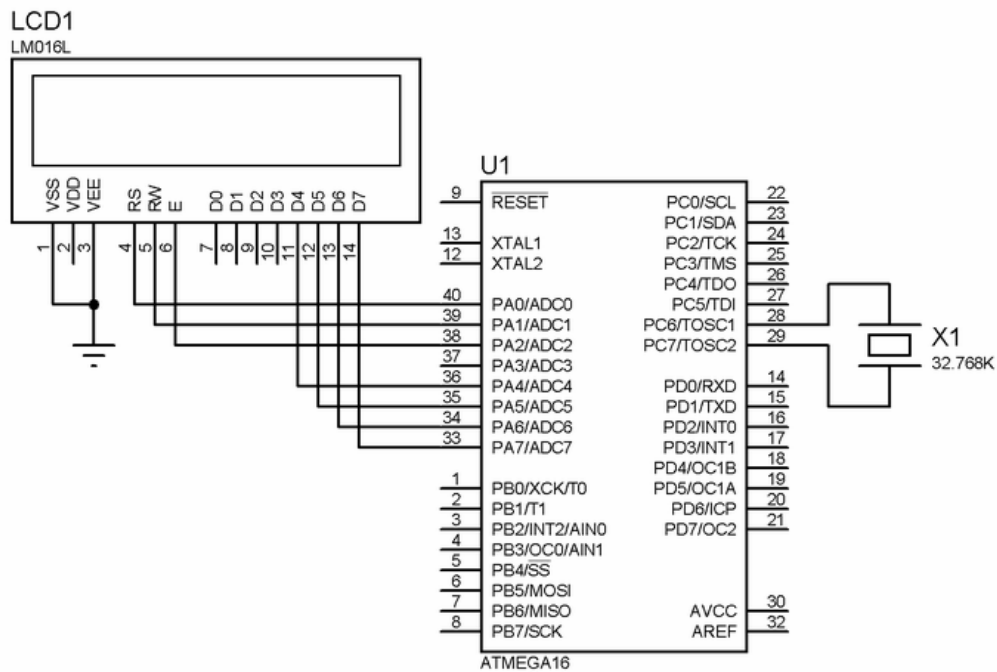 LCD1
LM016L
VSS VDD VEE RS RW E D0 D1 D2 D3 D4 D5 D6 D7
1 2 3 4 5 6 7 8 9 10 11 12 13 14
U1
9 RESET PC0/SCL 22
PC1/SDA 23
13 XTAL1 PC2/TCK 24
12 XTAL2 PC3/TMS 25
PC4/TDO 26
40 PA0/ADC0 PC5/TDI 27
39 PA1/ADC1 PC6/TOSC1 28
38 PA2/ADC2 PC7/TOSC2 29
37 PA3/ADC3
36 PA4/ADC4 PD0/RXD 14
35 PA5/ADC5 PD1/TXD 15
34 PA6/ADC6 PD2/INT0 16
33 PA7/ADC7 PD3/INT1 17
PD4/OC1B 18
1 PB0/XCK/T0 PD5/OC1A 19
2 PB1/T1 PD6/ICP 20
3 PB2/INT2/AIN0 PD7/OC2 21
4 PB3/OC0/AIN1
5 PB4/SS
6 PB5/MOSI
7 PB6/MISO AVCC 30
8 PB7/SCK AREF 32
ATMEGA16
X1
32.768K